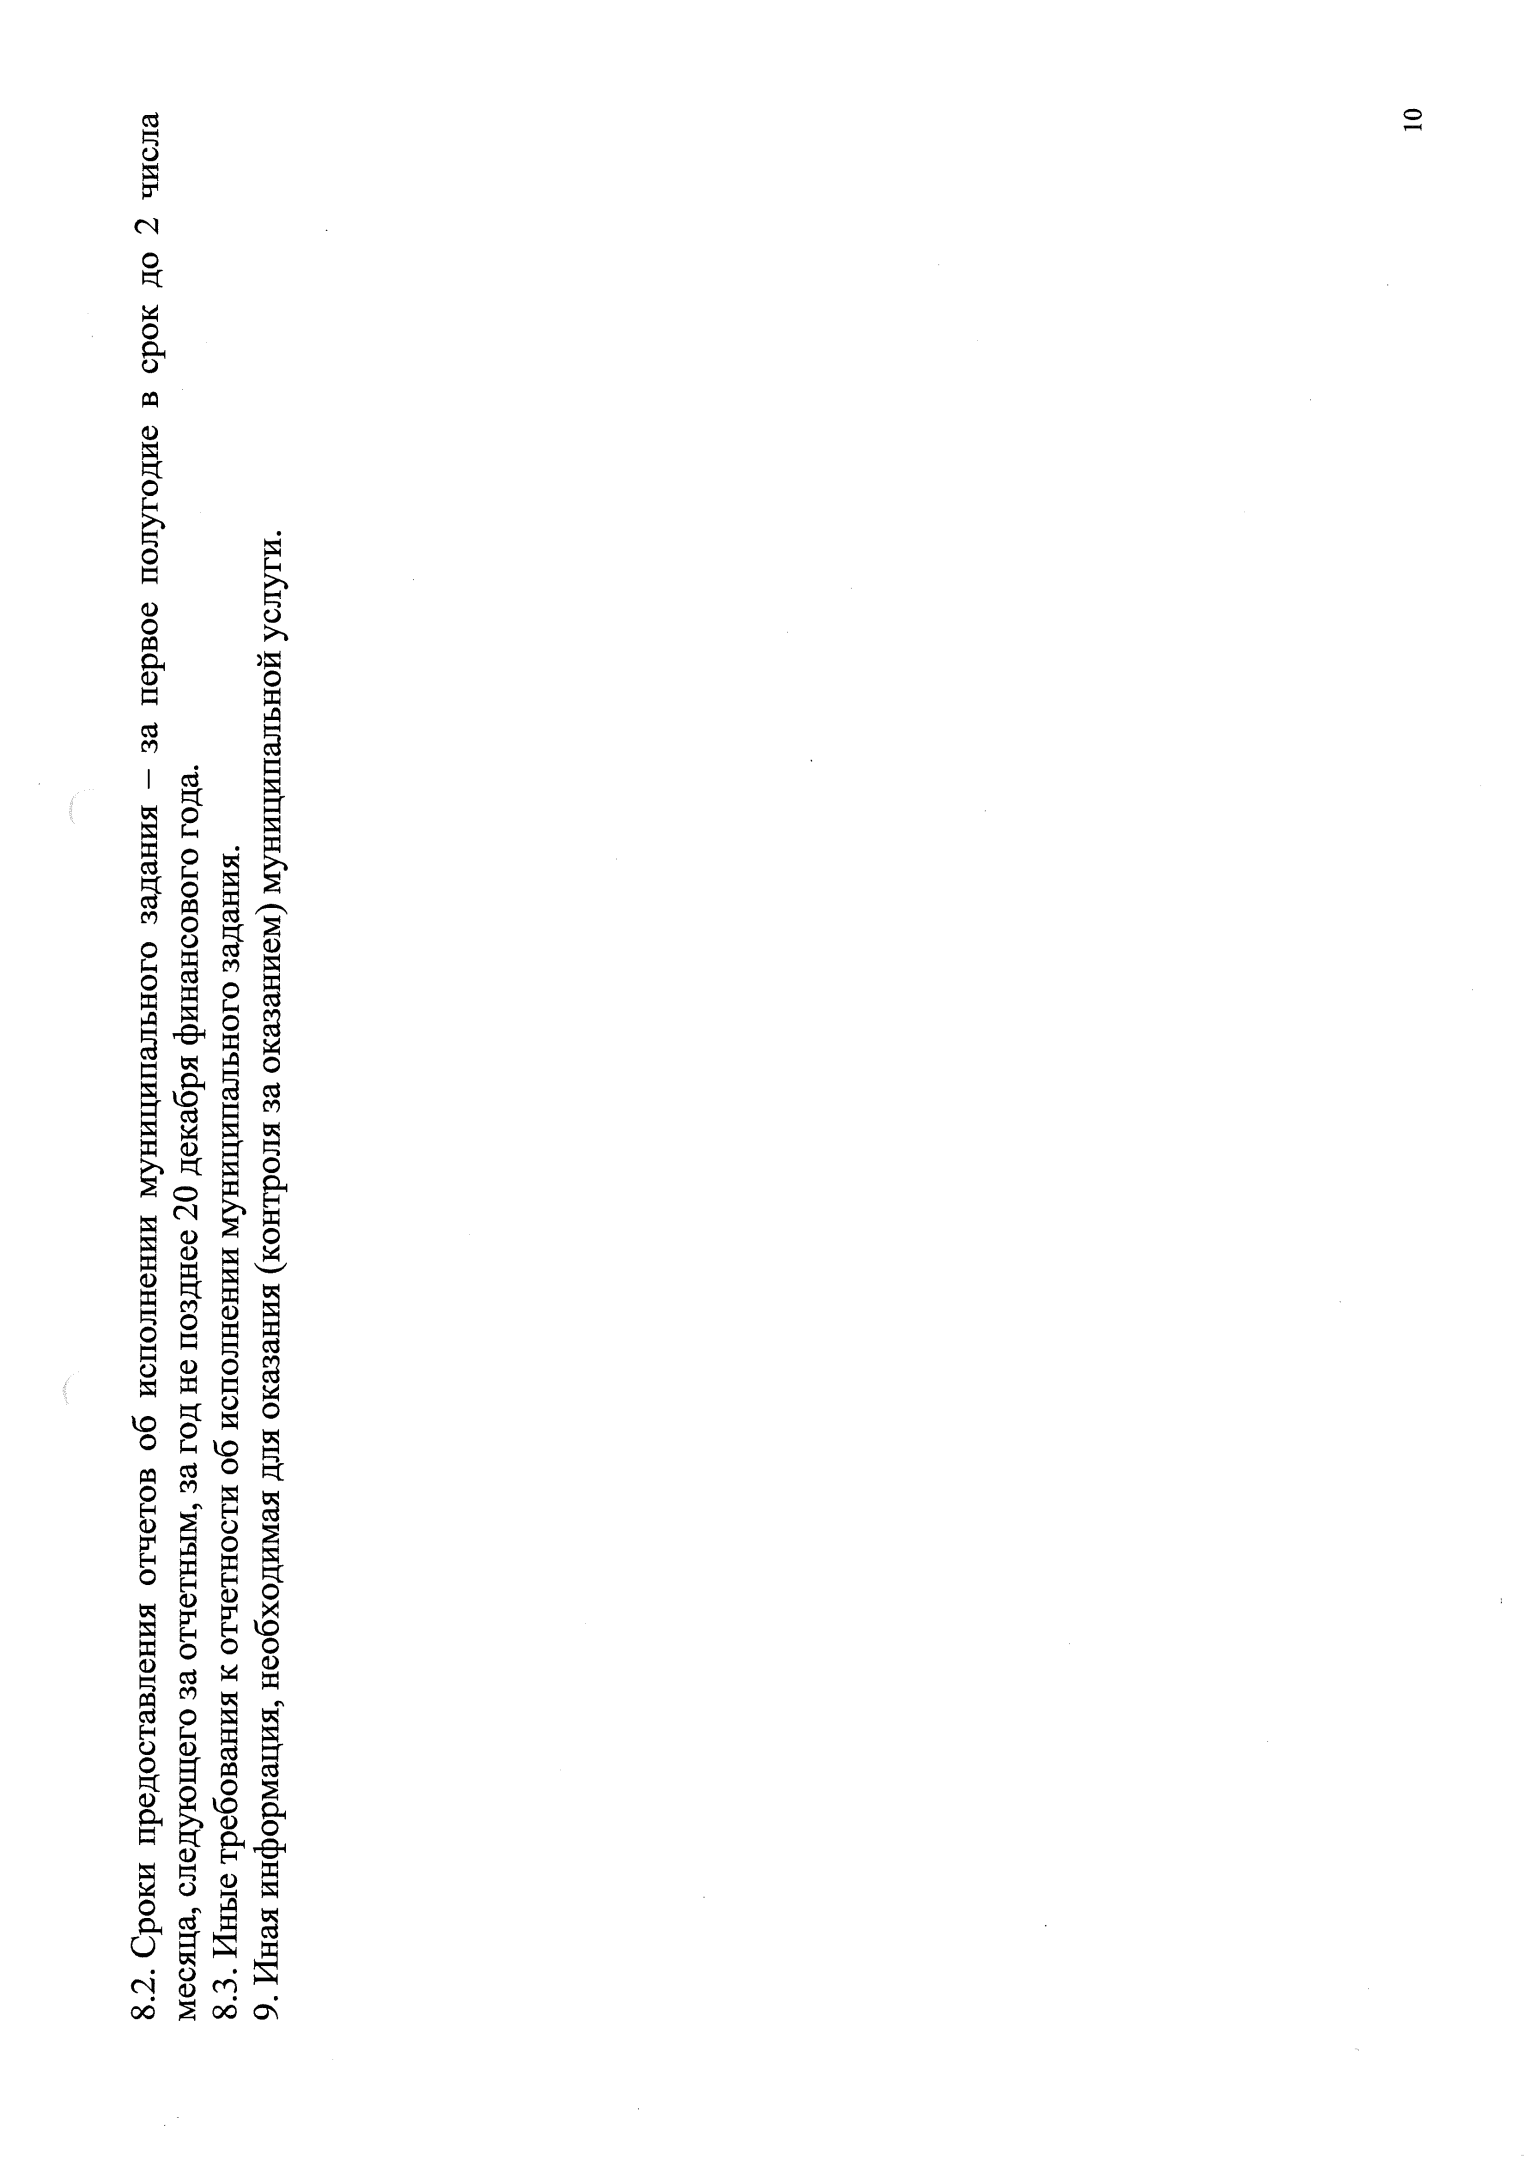 8.2. Сроки предоставления отчетов об исполнении муниципального задания – за первое полугодие в срок до 2 числа
месяца, следующего за отчетным, за год не позднее 20 декабря финансового года.
8.3. Иные требования к отчетности об исполнении муниципального задания.
9. Иная информация, необходимая для оказания (контроля за оказанием) муниципальной услуги.
10